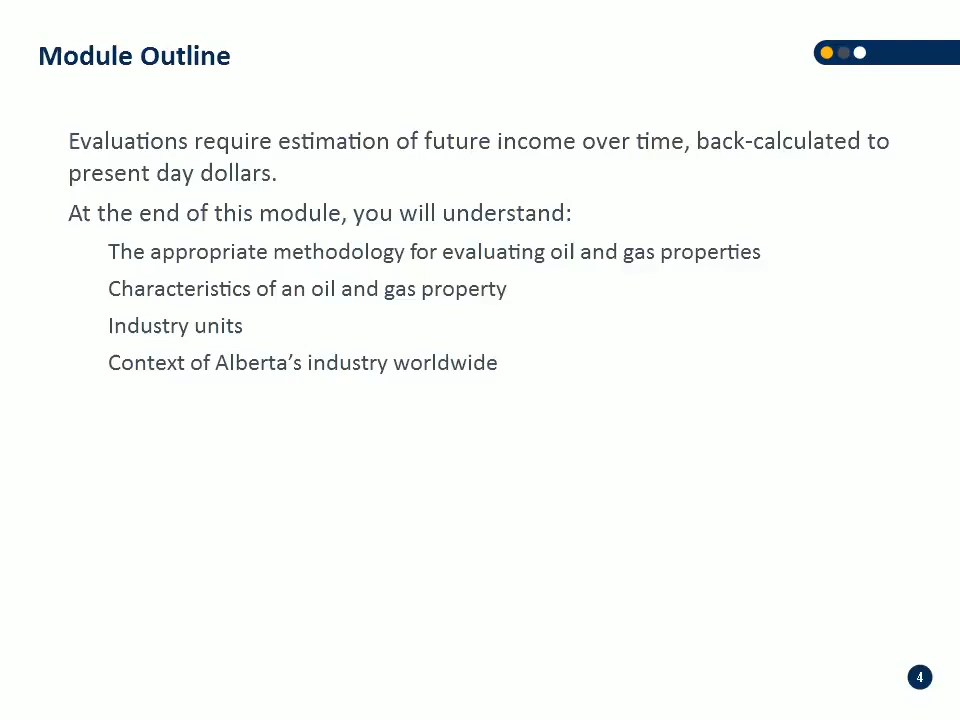 Module Outline
Evaluations require estimation of future income over time, back-calculated to
present day dollars.
At the end of this module, you will understand:
The appropriate methodology for evaluating oil and gas properties
Characteristics of an oil and gas property
Industry units
Context of Alberta’s industry worldwide
4